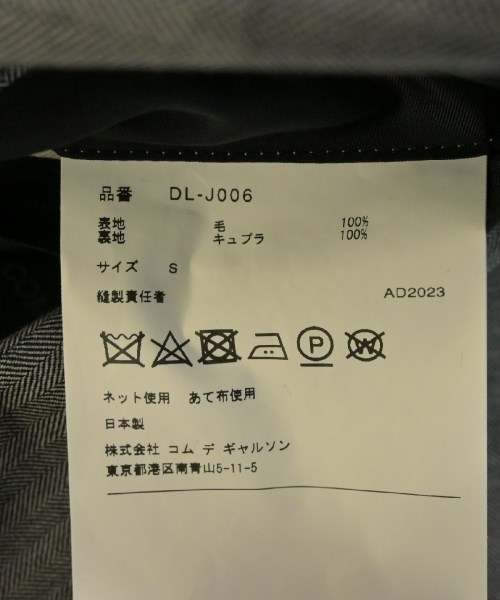 品番 DL-J006
表地 毛 100%
裏地 キュプラ 100%
サイズ S
縫製責任者 AD2023
P W
ネット使用 あて布使用
日本製
株式会社 コム デ ギャルソン
東京都港区南青山5-11-5